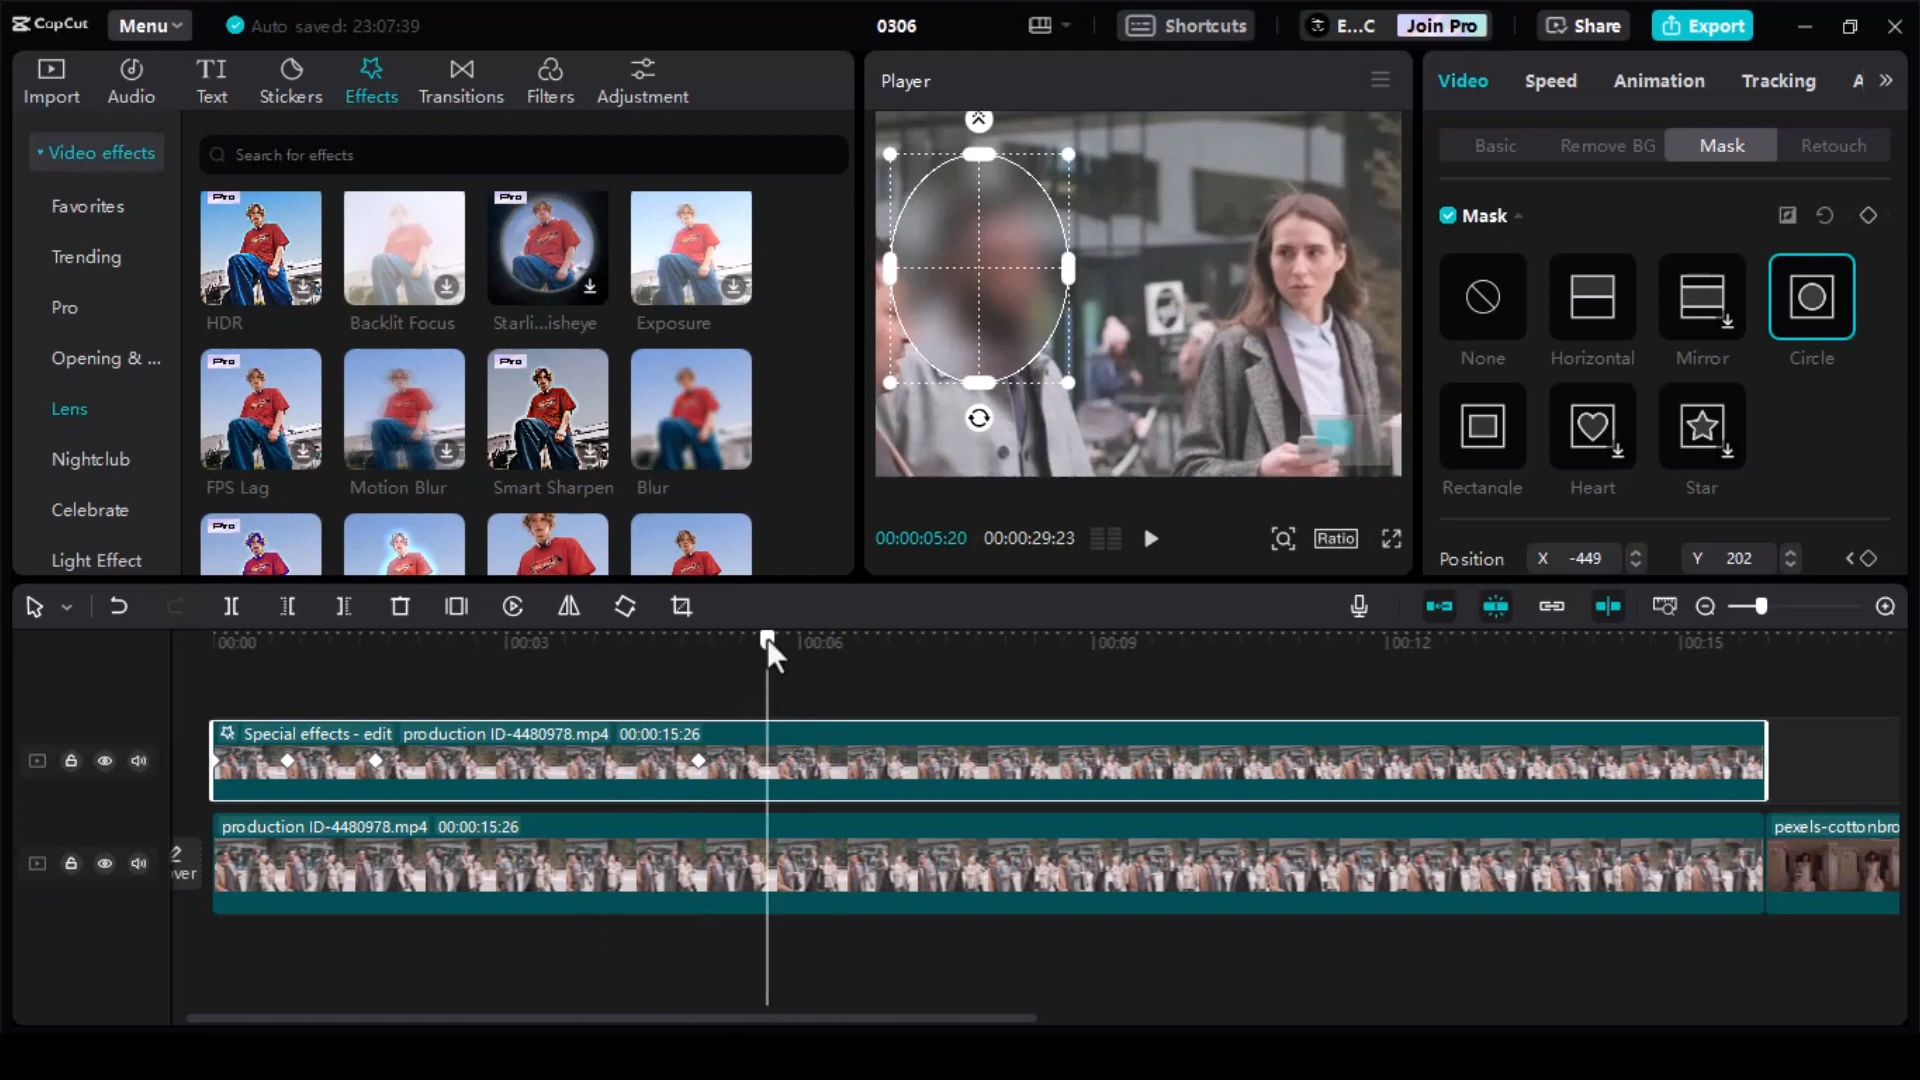 CapCut
Menu
Auto saved: 23:07:39
0306
Shortcuts
E...C
Join Pro
Share
Export
Import
Audio
TI
Text
Stickers
Effects
Transitions
Filters
Adjustment
Video effects
Favorites
Trending
Pro
Opening & ...
Lens
Nightclub
Celebrate
Light Effect
Search for effects
Pro
Pro
HDR
Backlit Focus
Starli...isheye
Exposure
Pro
Pro
FPS Lag
Motion Blur
Smart Sharpen
Blur
Pro
Player
00:00:05:20
00:00:29:23
Ratio
Video
Speed
Animation
Tracking
A
Basic
Remove BG
Mask
Retouch
Mask
None
Horizontal
Mirror
Circle
Rectangle
Heart
Star
Position
X
-449
Y
202
00:00
00:03
00:06
00:09
00:12
00:15
Special effects - edit production ID-4480978.mp4 00:00:15:26
production ID-4480978.mp4 00:00:15:26
pexels-cottonbro
over